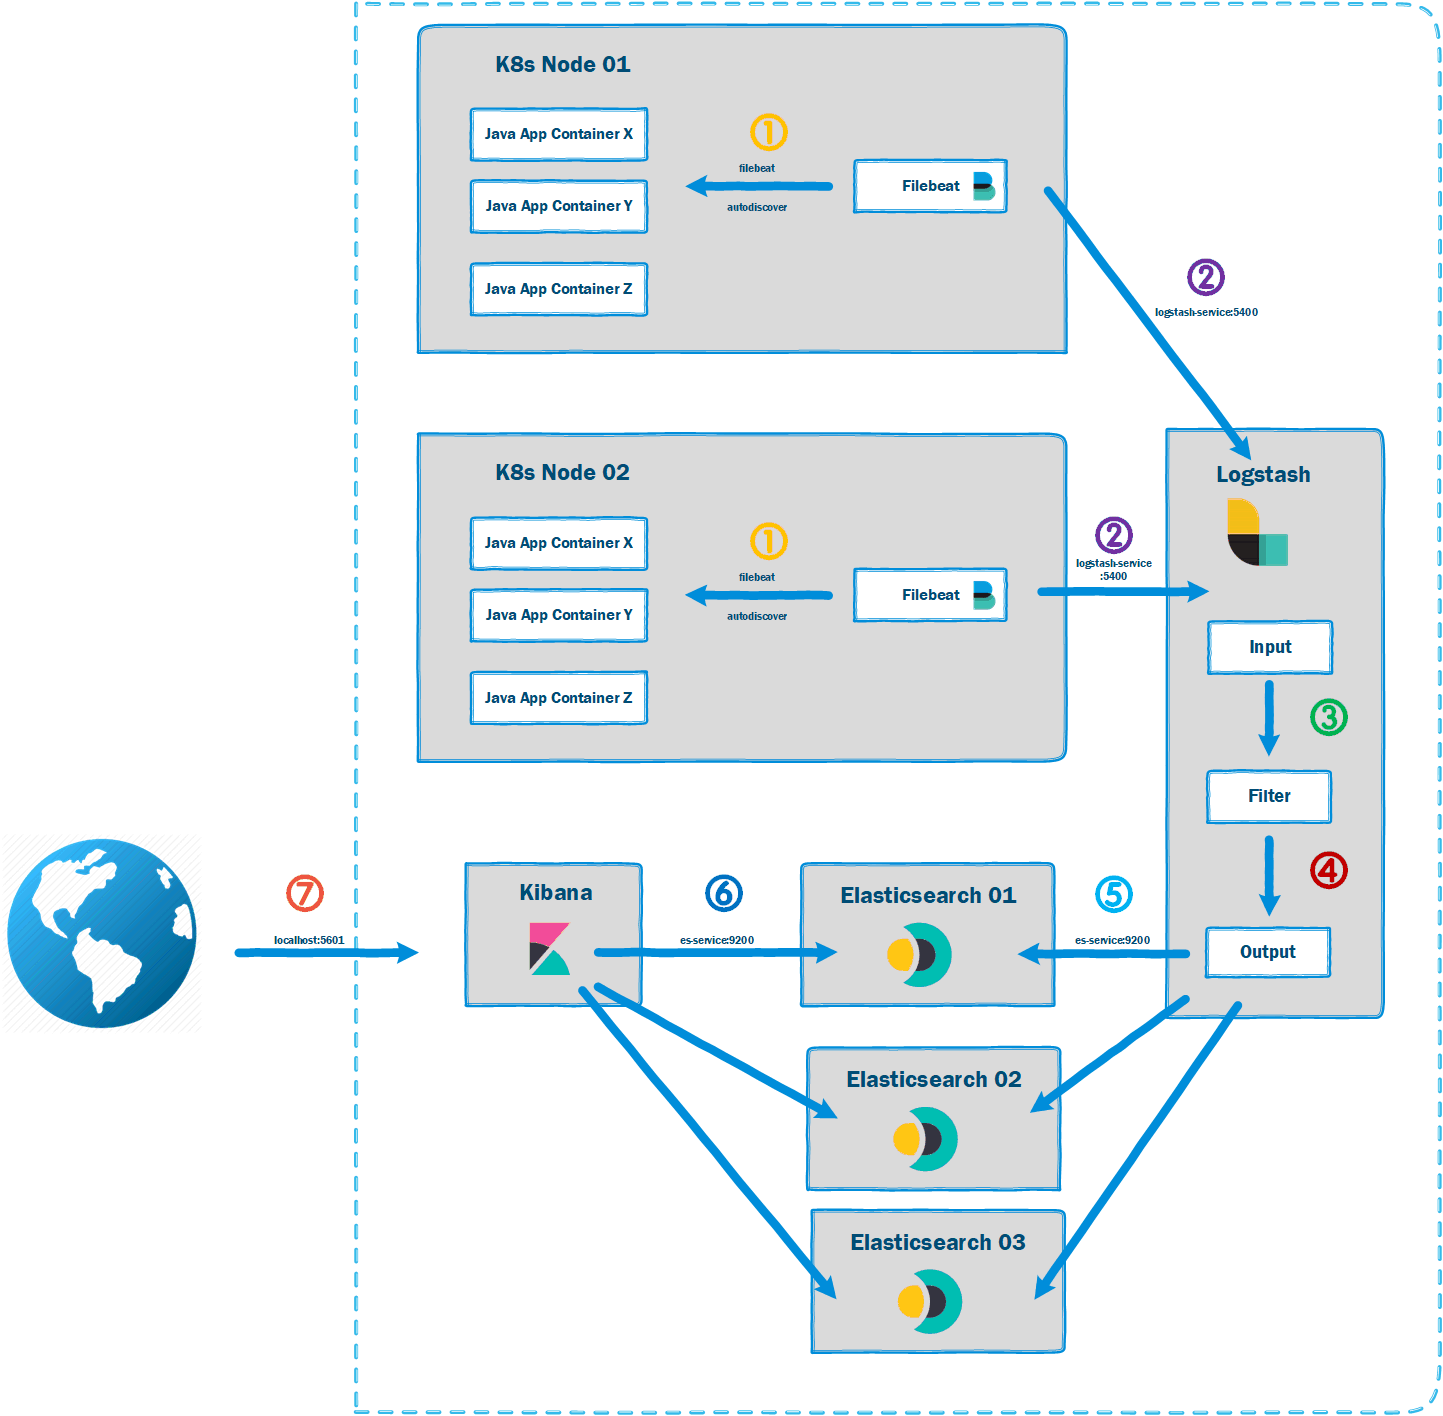 K8s Node 01
Java App Container X
Java App Container Y
Java App Container Z
1
filebeat
autodiscover
Filebeat
2
logstash-service:5400
K8s Node 02
Java App Container X
Java App Container Y
Java App Container Z
1
filebeat
autodiscover
Filebeat
2
logstash-service
:5400
Logstash
Input
3
Filter
4
Output
7
localhost:5601
Kibana
6
es-service:9200
Elasticsearch 01
5
es-service:9200
Elasticsearch 02
Elasticsearch 03